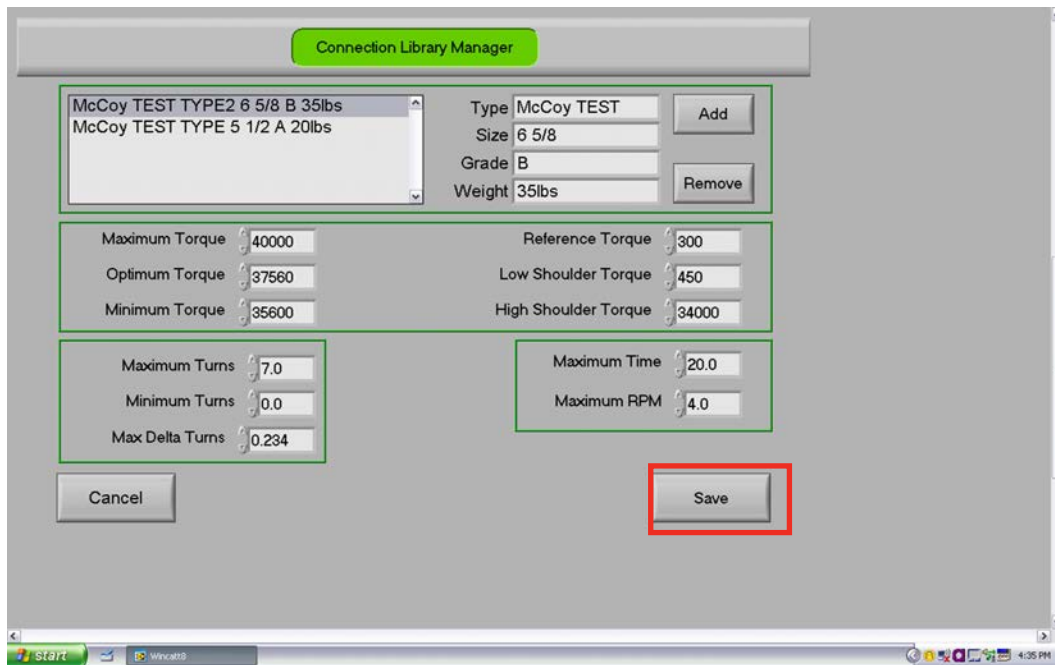 Connection Library Manager
McCoy TEST TYPE2 6 5/8 B 35lbs
McCoy TEST TYPE 5 1/2 A 20lbs
Type McCoy TEST
Size 6 5/8
Grade B
Weight 35lbs
Add
Remove
Maximum Torque 40000
Optimum Torque 37560
Minimum Torque 35600
Reference Torque 300
Low Shoulder Torque 450
High Shoulder Torque 34000
Maximum Turns 7.0
Minimum Turns 0.0
Max Delta Turns 0.234
Maximum Time 20.0
Maximum RPM 4.0
Cancel
Save
start
Wincatt8
4:35 PM